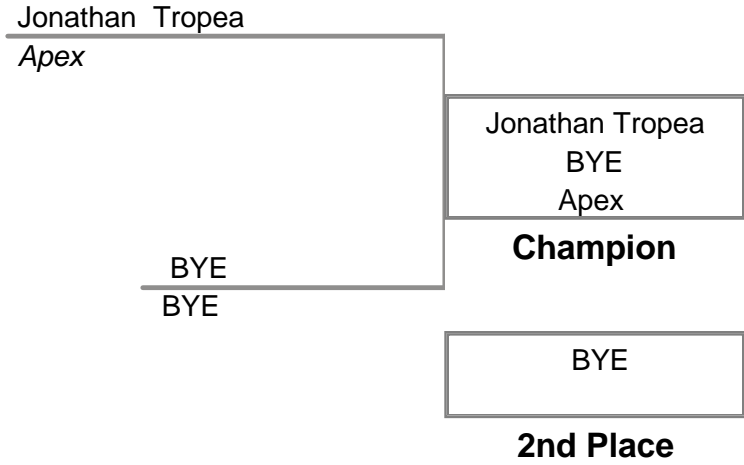 Jonathan Tropea
Apex
Jonathan Tropea
BYE
Apex
Champion
BYE
BYE
BYE
2nd Place